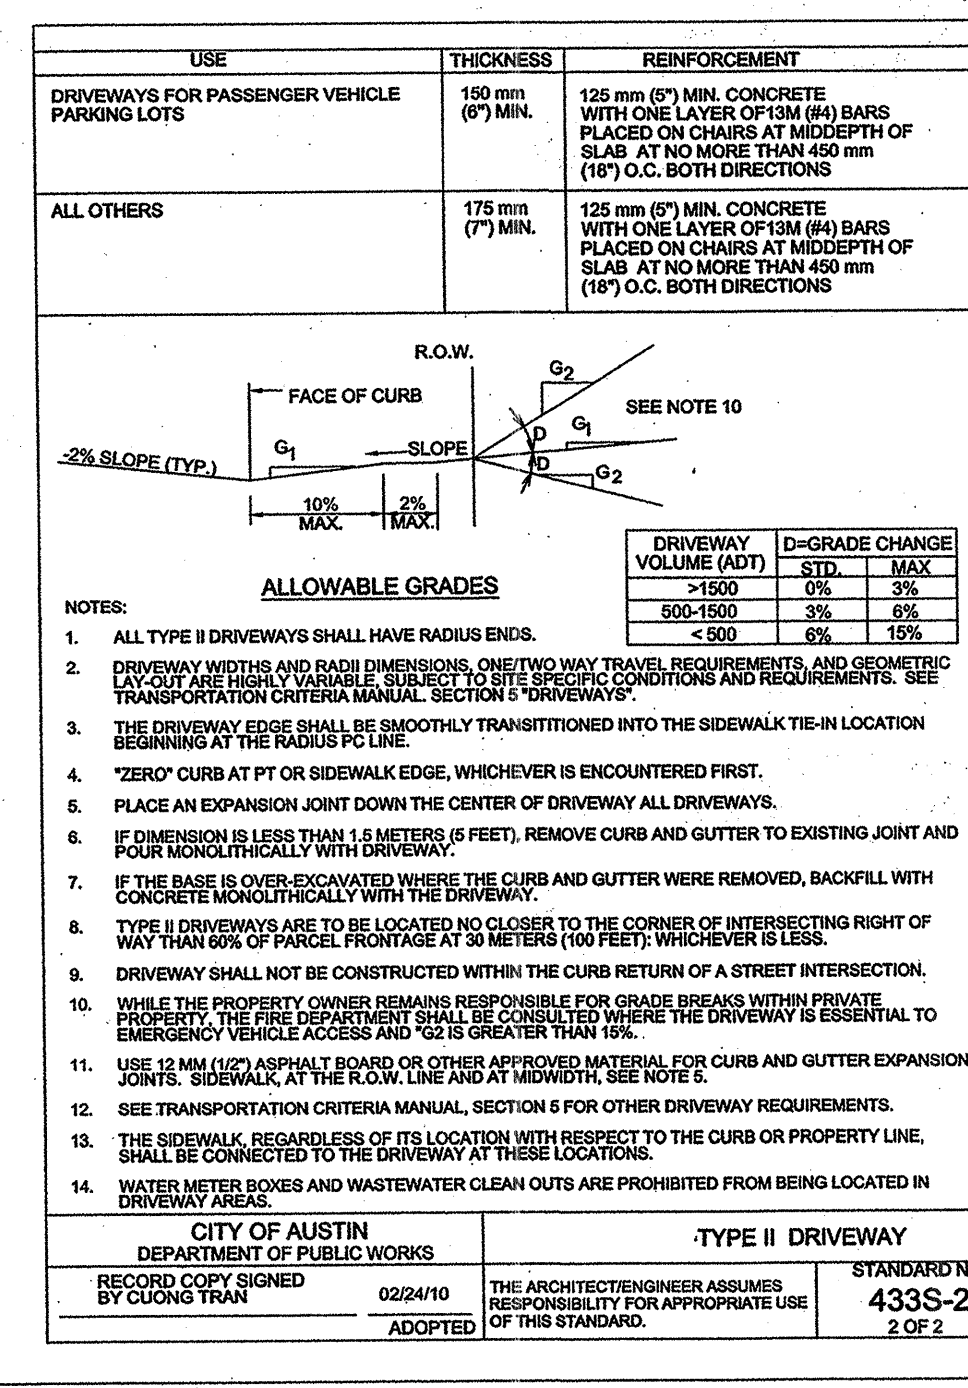 USE THICKNESS REINFORCEMENT
DRIVEWAYS FOR PASSENGER VEHICLE
PARKING LOTS
150 mm
(6") MIN.
125 mm (5") MIN. CONCRETE
WITH ONE LAYER OF13M (#4) BARS
PLACED ON CHAIRS AT MIDDEPTH OF
SLAB AT NO MORE THAN 450 mm
(18") O.C. BOTH DIRECTIONS
ALL OTHERS
175 mm
(7") MIN.
125 mm (5") MIN. CONCRETE
WITH ONE LAYER OF13M (#4) BARS
PLACED ON CHAIRS AT MIDDEPTH OF
SLAB AT NO MORE THAN 450 mm
(18") O.C. BOTH DIRECTIONS
R.O.W.
G2
FACE OF CURB
SEE NOTE 10
G1
D
G1
SLOPE
-2% SLOPE (TYP.)
D
G2
10%
MAX.
2%
MAX.
DRIVEWAY
VOLUME (ADT)
D=GRADE CHANGE
STD. MAX
>1500 0% 3%
500-1500 3% 6%
< 500 6% 15%
ALLOWABLE GRADES
NOTES:
1. ALL TYPE II DRIVEWAYS SHALL HAVE RADIUS ENDS.
2. DRIVEWAY WIDTHS AND RADII DIMENSIONS, ONE/TWO WAY TRAVEL REQUIREMENTS, AND GEOMETRIC
LAY-OUT ARE HIGHLY VARIABLE, SUBJECT TO SITE SPECIFIC CONDITIONS AND REQUIREMENTS. SEE
TRANSPORTATION CRITERIA MANUAL. SECTION 5 "DRIVEWAYS".
3. THE DRIVEWAY EDGE SHALL BE SMOOTHLY TRANSITITIONED INTO THE SIDEWALK TIE-IN LOCATION
BEGINNING AT THE RADIUS PC LINE.
4. "ZERO" CURB AT PT OR SIDEWALK EDGE, WHICHEVER IS ENCOUNTERED FIRST.
5. PLACE AN EXPANSION JOINT DOWN THE CENTER OF DRIVEWAY ALL DRIVEWAYS.
6. IF DIMENSION IS LESS THAN 1.5 METERS (5 FEET), REMOVE CURB AND GUTTER TO EXISTING JOINT AND
POUR MONOLITHICALLY WITH DRIVEWAY.
7. IF THE BASE IS OVER-EXCAVATED WHERE THE CURB AND GUTTER WERE REMOVED, BACKFILL WITH
CONCRETE MONOLITHICALLY WITH THE DRIVEWAY.
8. TYPE II DRIVEWAYS ARE TO BE LOCATED NO CLOSER TO THE CORNER OF INTERSECTING RIGHT OF
WAY THAN 60% OF PARCEL FRONTAGE AT 30 METERS (100 FEET): WHICHEVER IS LESS.
9. DRIVEWAY SHALL NOT BE CONSTRUCTED WITHIN THE CURB RETURN OF A STREET INTERSECTION.
10. WHILE THE PROPERTY OWNER REMAINS RESPONSIBLE FOR GRADE BREAKS WITHIN PRIVATE
PROPERTY, THE FIRE DEPARTMENT SHALL BE CONSULTED WHERE THE DRIVEWAY IS ESSENTIAL TO
EMERGENCY VEHICLE ACCESS AND "G2 IS GREATER THAN 15%.
11. USE 12 MM (1/2") ASPHALT BOARD OR OTHER APPROVED MATERIAL FOR CURB AND GUTTER EXPANSION
JOINTS. SIDEWALK, AT THE R.O.W. LINE AND AT MIDWIDTH, SEE NOTE 5.
12. SEE TRANSPORTATION CRITERIA MANUAL, SECTION 5 FOR OTHER DRIVEWAY REQUIREMENTS.
13. THE SIDEWALK, REGARDLESS OF ITS LOCATION WITH RESPECT TO THE CURB OR PROPERTY LINE,
SHALL BE CONNECTED TO THE DRIVEWAY AT THESE LOCATIONS.
14. WATER METER BOXES AND WASTEWATER CLEAN OUTS ARE PROHIBITED FROM BEING LOCATED IN
DRIVEWAY AREAS.
CITY OF AUSTIN
DEPARTMENT OF PUBLIC WORKS
TYPE II DRIVEWAY
RECORD COPY SIGNED
BY CUONG TRAN
02/24/10
ADOPTED
THE ARCHITECT/ENGINEER ASSUMES
RESPONSIBILITY FOR APPROPRIATE USE
OF THIS STANDARD.
STANDARD N
433S-2
2 OF 2